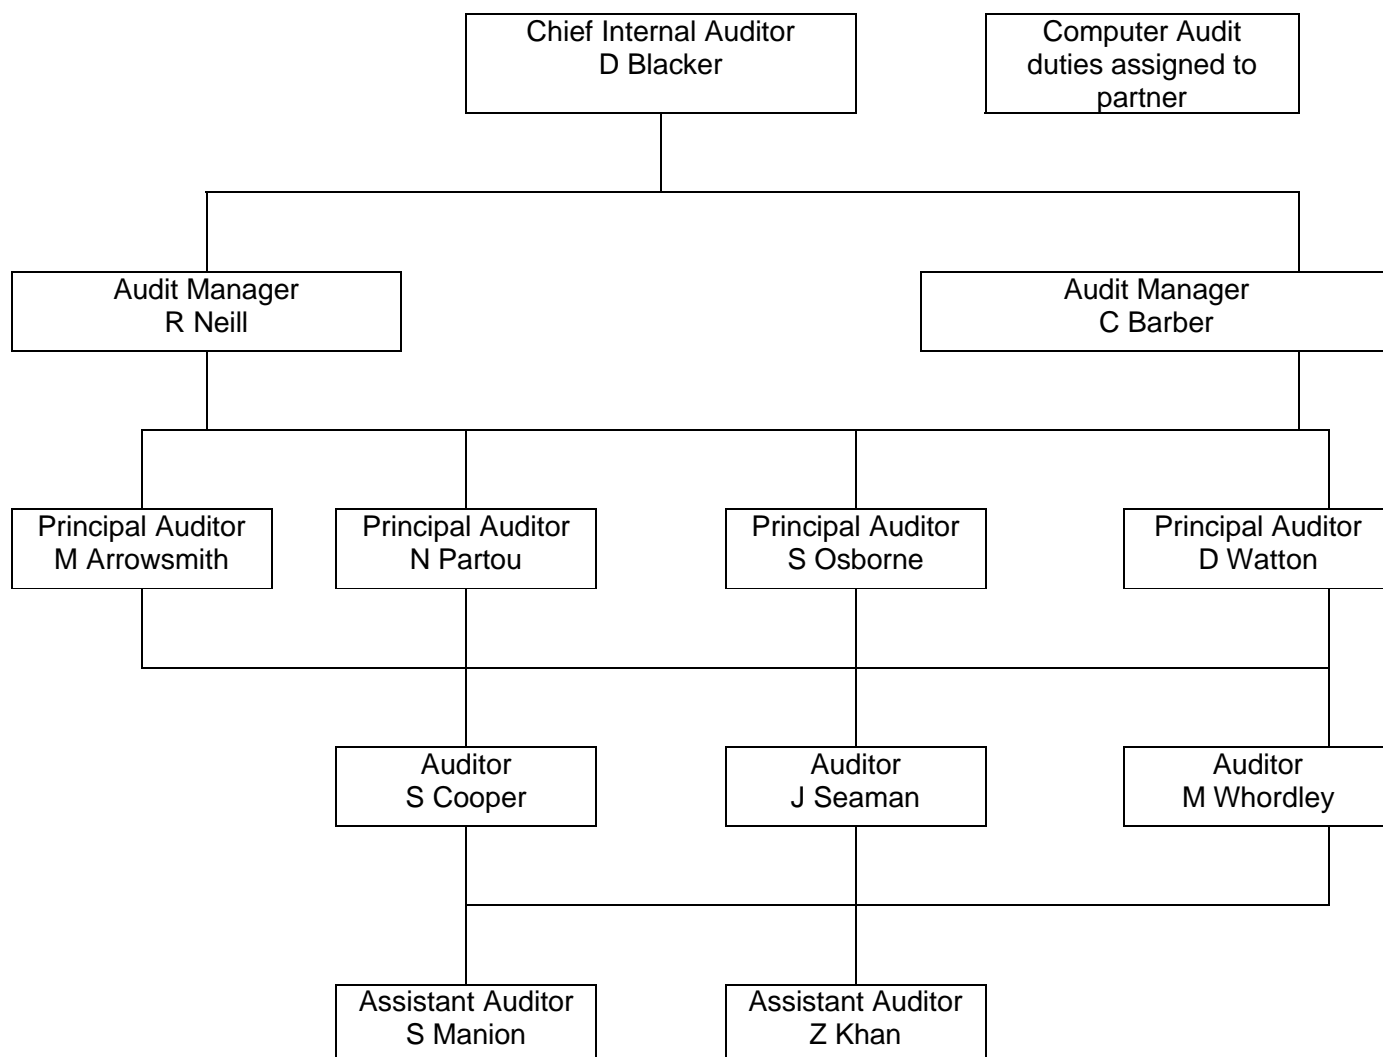 Chief Internal Auditor
D Blacker
Computer Audit
duties assigned to
partner
Audit Manager
R Neill
Audit Manager
C Barber
Principal Auditor
M Arrowsmith
Principal Auditor
N Partou
Principal Auditor
S Osborne
Principal Auditor
D Watton
Auditor
S Cooper
Auditor
J Seaman
Auditor
M Whordley
Assistant Auditor
S Manion
Assistant Auditor
Z Khan